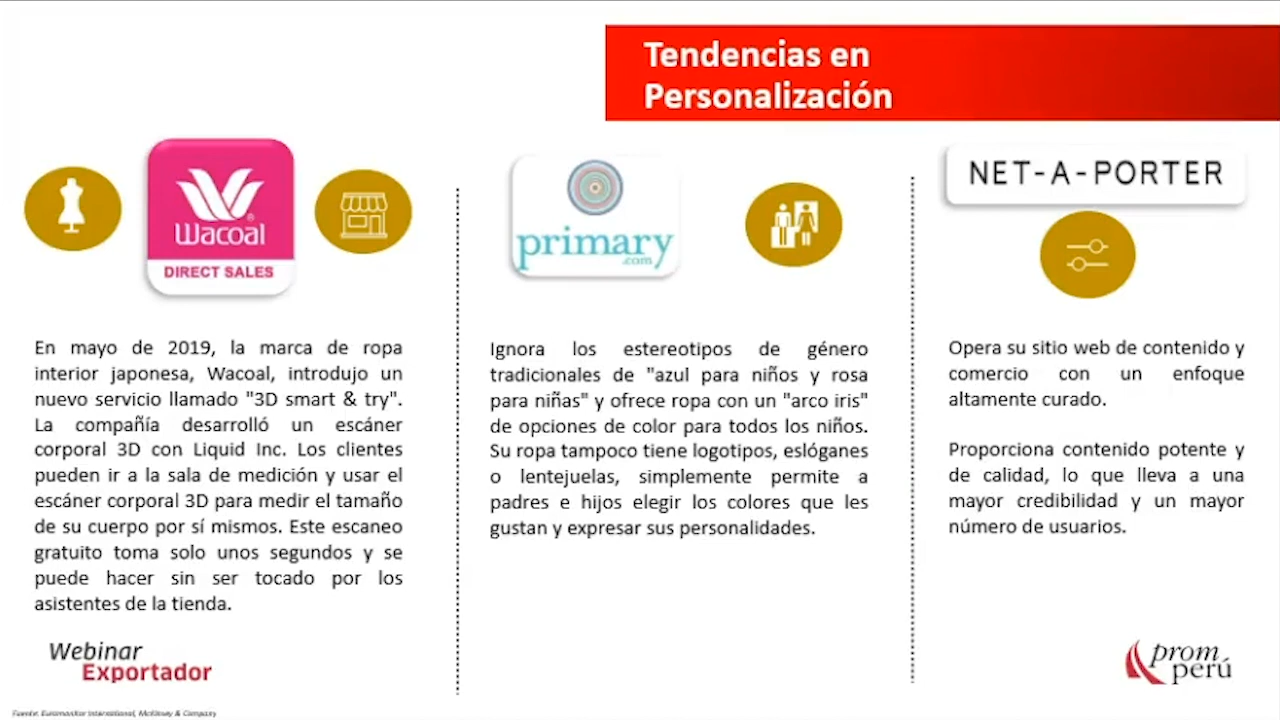 Tendencias en
Personalización
Wacoal
DIRECT SALES
En mayo de 2019, la marca de ropa
interior japonesa, Wacoal, introdujo un
nuevo servicio llamado "3D smart & try".
La compañía desarrolló un escáner
corporal 3D con Liquid Inc. Los clientes
pueden ir a la sala de medición y usar el
escáner corporal 3D para medir el tamaño
de su cuerpo por sí mismos. Este escaneo
gratuito toma solo unos segundos y se
puede hacer sin ser tocado por los
asistentes de la tienda.
primary
.com
Ignora los estereotipos de género
tradicionales de "azul para niños y rosa
para niñas" y ofrece ropa con un "arco iris"
de opciones de color para todos los niños.
Su ropa tampoco tiene logotipos, eslóganes
o lentejuelas, simplemente permite a
padres e hijos elegir los colores que les
gustan y expresar sus personalidades.
NET-A-PORTER
Opera su sitio web de contenido y
comercio con un enfoque
altamente curado.
Proporciona contenido potente y
de calidad, lo que lleva a una
mayor credibilidad y un mayor
número de usuarios.
Webinar
Exportador
prom
perú
Fuente: Euromonitor International, McKinsey & Company